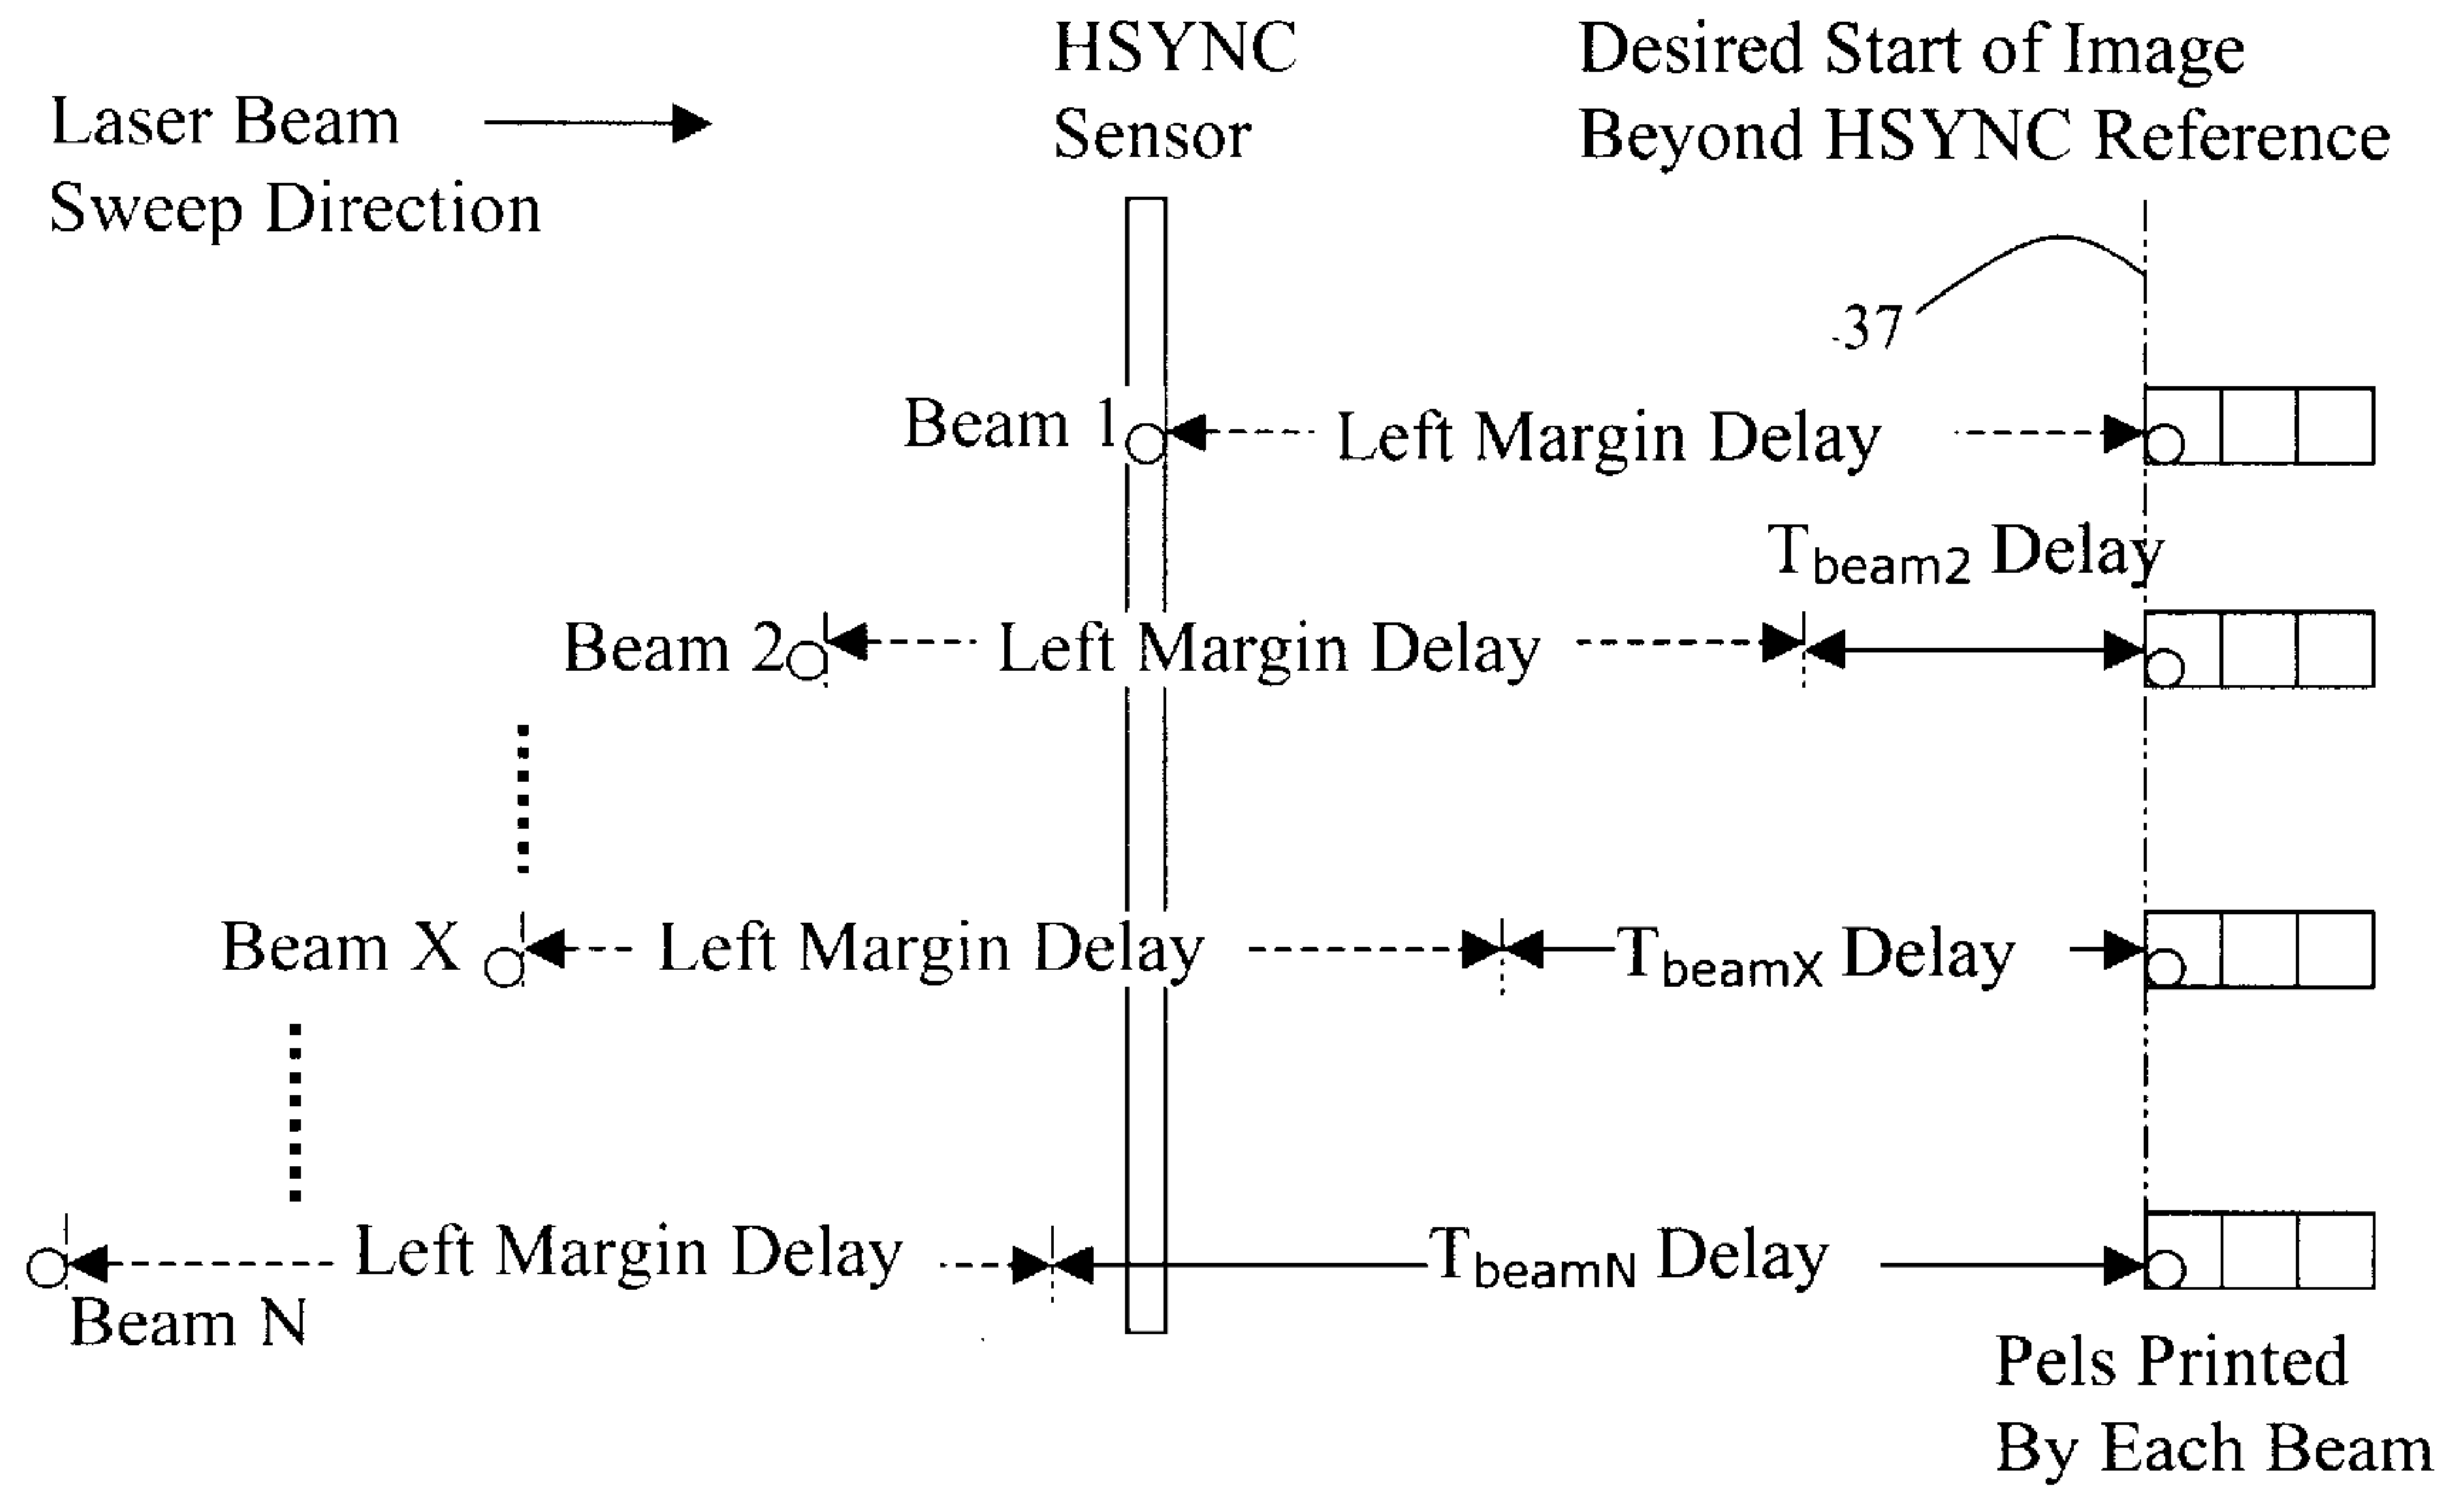 HSYNC
Sensor
Desired Start of Image
Beyond HSYNC Reference
Laser Beam
Sweep Direction
37
Beam 1
Left Margin Delay
Tbeam2 Delay
Beam 2
Left Margin Delay
Beam X
Left Margin Delay
TbeamX Delay
Left Margin Delay
TbeamN Delay
Beam N
Pels Printed
By Each Beam